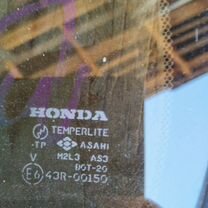 HONDA
TEMPERLITE
TP ASAHI
V M2L3 AS3
DOT-20
E6 43R-00150